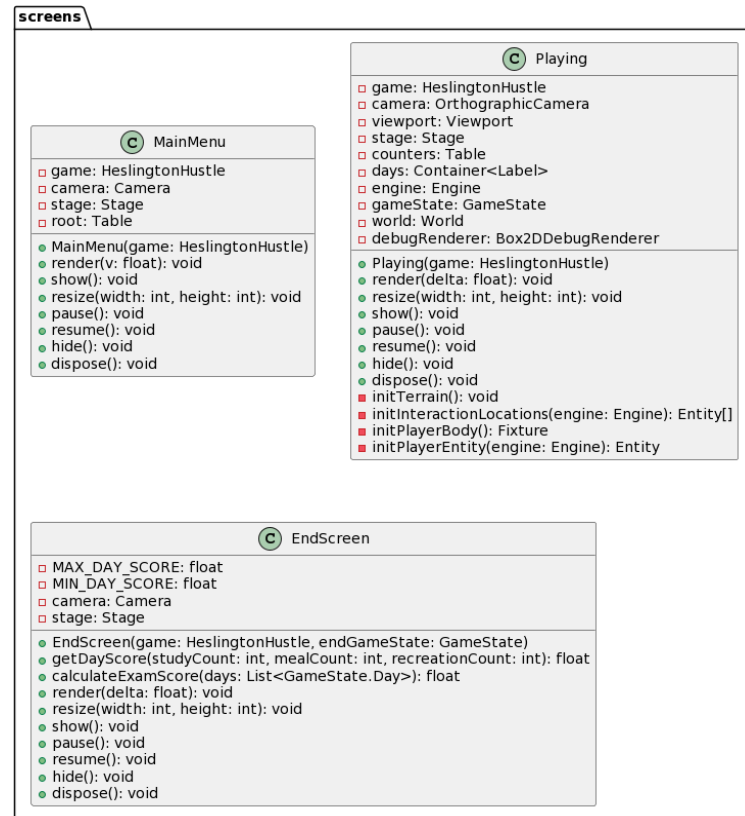 screens
C MainMenu
game: HeslingtonHustle
camera: Camera
stage: Stage
root: Table
MainMenu(game: HeslingtonHustle)
render(v: float): void
show(): void
resize(width: int, height: int): void
pause(): void
resume(): void
hide(): void
dispose(): void
C Playing
game: HeslingtonHustle
camera: OrthographicCamera
viewport: Viewport
stage: Stage
counters: Table
days: Container<Label>
engine: Engine
gameState: GameState
world: World
debugRenderer: Box2DDebugRenderer
Playing(game: HeslingtonHustle)
render(delta: float): void
resize(width: int, height: int): void
show(): void
pause(): void
resume(): void
hide(): void
dispose(): void
initTerrain(): void
initInteractionLocations(engine: Engine): Entity[]
initPlayerBody(): Fixture
initPlayerEntity(engine: Engine): Entity
C EndScreen
MAX_DAY_SCORE: float
MIN_DAY_SCORE: float
camera: Camera
stage: Stage
EndScreen(game: HeslingtonHustle, endGameState: GameState)
getDayScore(studyCount: int, mealCount: int, recreationCount: int): float
calculateExamScore(days: List<GameState.Day>): float
render(delta: float): void
resize(width: int, height: int): void
show(): void
pause(): void
resume(): void
hide(): void
dispose(): void